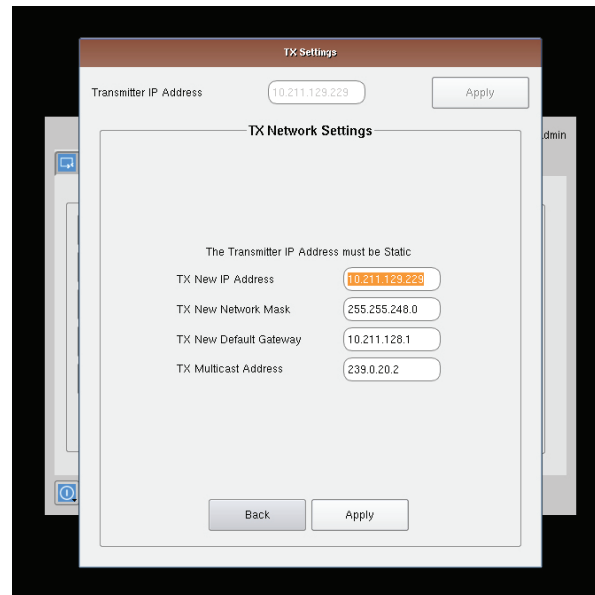 TX Settings
Transmitter IP Address 10.211.129.229 Apply
TX Network Settings
dmin
The Transmitter IP Address must be Static
TX New IP Address 10.211.129.229
TX New Network Mask 255.255.248.0
TX New Default Gateway 10.211.128.1
TX Multicast Address 239.0.20.2
Back Apply